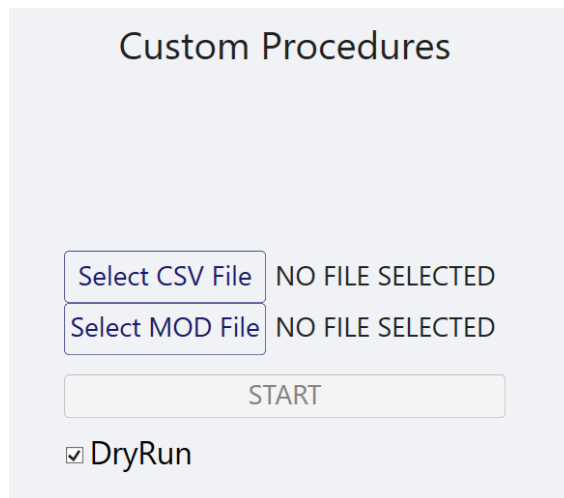 Custom Procedures
Select CSV File NO FILE SELECTED
Select MOD File NO FILE SELECTED
START
DryRun